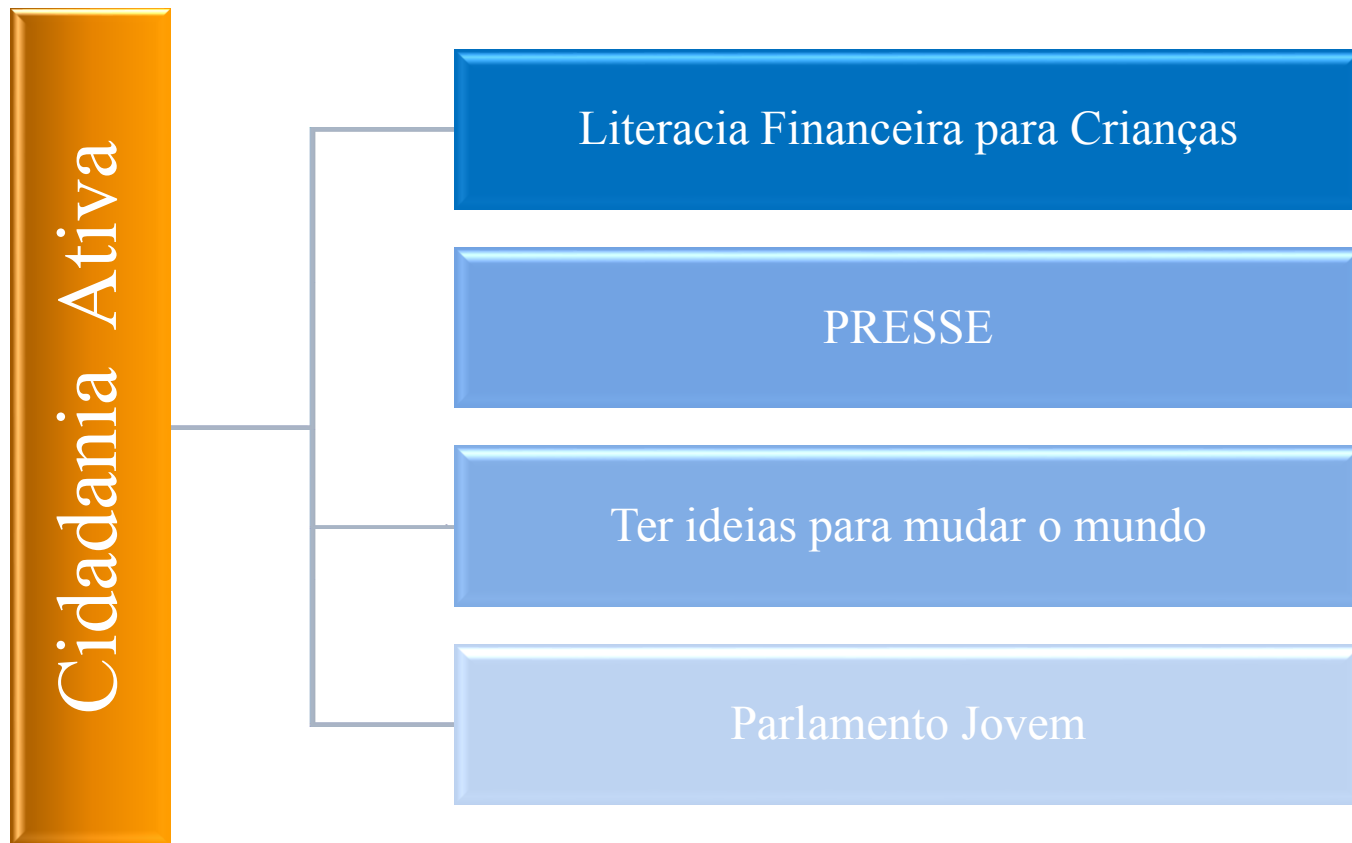 Cidadania Ativa
Literacia Financeira para Crianças
PRESSE
Ter ideias para mudar o mundo
Parlamento Jovem